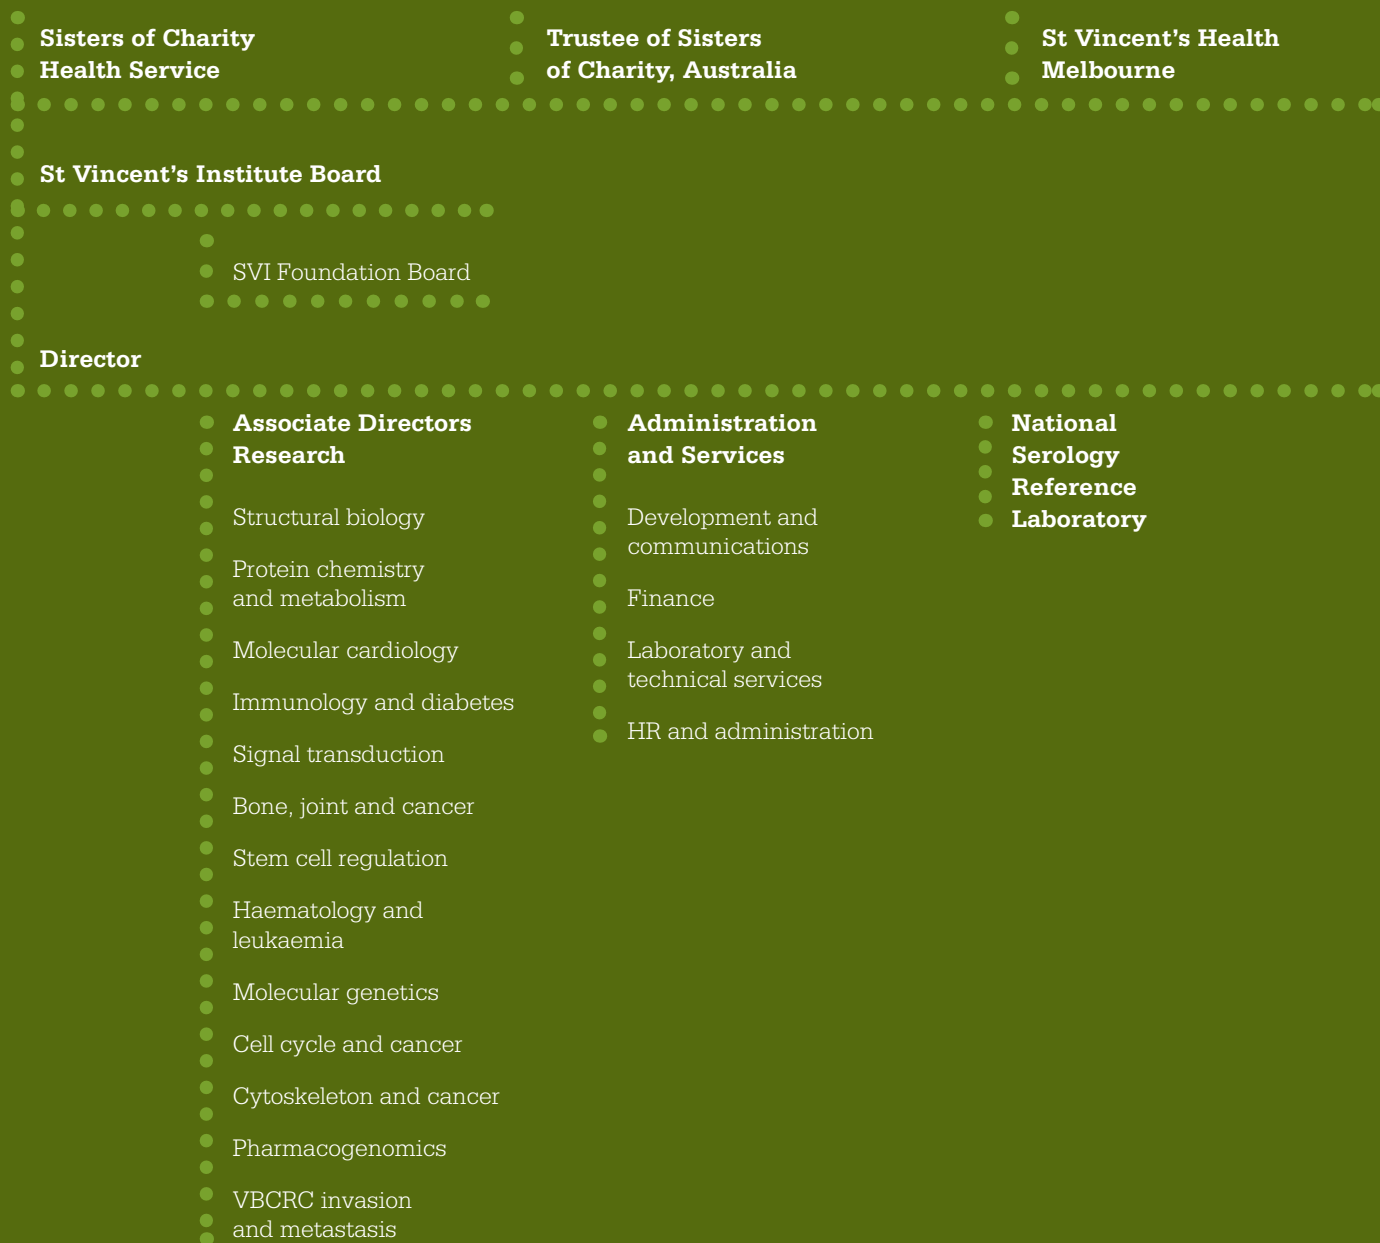 Sisters of Charity
Health Service
Trustee of Sisters
of Charity, Australia
St Vincent’s Health
Melbourne
St Vincent’s Institute Board
SVI Foundation Board
Director
Associate Directors
Research
Structural biology
Protein chemistry
and metabolism
Molecular cardiology
Immunology and diabetes
Signal transduction
Bone, joint and cancer
Stem cell regulation
Haematology and
leukaemia
Molecular genetics
Cell cycle and cancer
Cytoskeleton and cancer
Pharmacogenomics
VBCRC invasion
and metastasis
Administration
and Services
Development and
communications
Finance
Laboratory and
technical services
HR and administration
National
Serology
Reference
Laboratory